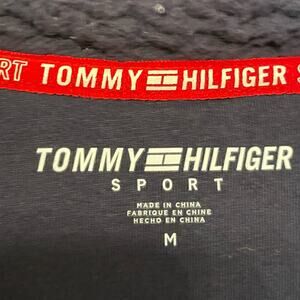 RT TOMMY HILFIGER S
TOMMY HILFIGER
SPORT
MADE IN CHINA
FABRIQUE EN CHINE
HECHO EN CHINA
M